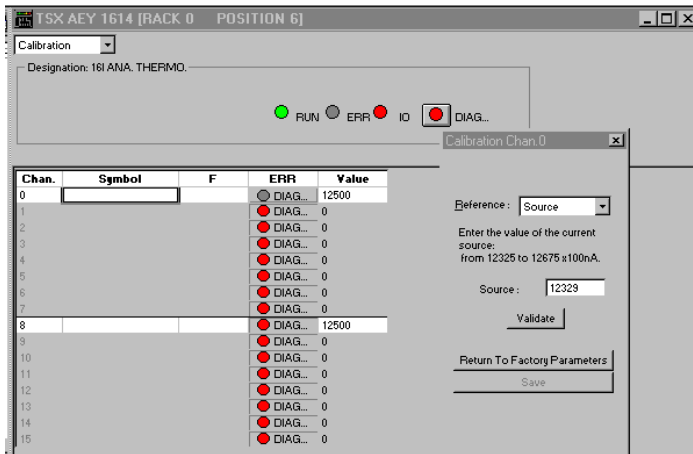 TSX AEY 1614 [RACK 0 POSITION 6]
Calibration
Designation: 16I ANA. THERMO.
RUN ERR IO DIAG...
Calibration Chan.0
Reference : Source
Enter the value of the current
source:
from 12325 to 12675 x100nA.
Source : 12329
Validate
Return To Factory Parameters
Save
Chan. Symbol F ERR Value
0 DIAG... 12500
1 DIAG... 0
2 DIAG... 0
3 DIAG... 0
4 DIAG... 0
5 DIAG... 0
6 DIAG... 0
7 DIAG... 0
8 DIAG... 12500
9 DIAG... 0
10 DIAG... 0
11 DIAG... 0
12 DIAG... 0
13 DIAG... 0
14 DIAG... 0
15 DIAG... 0